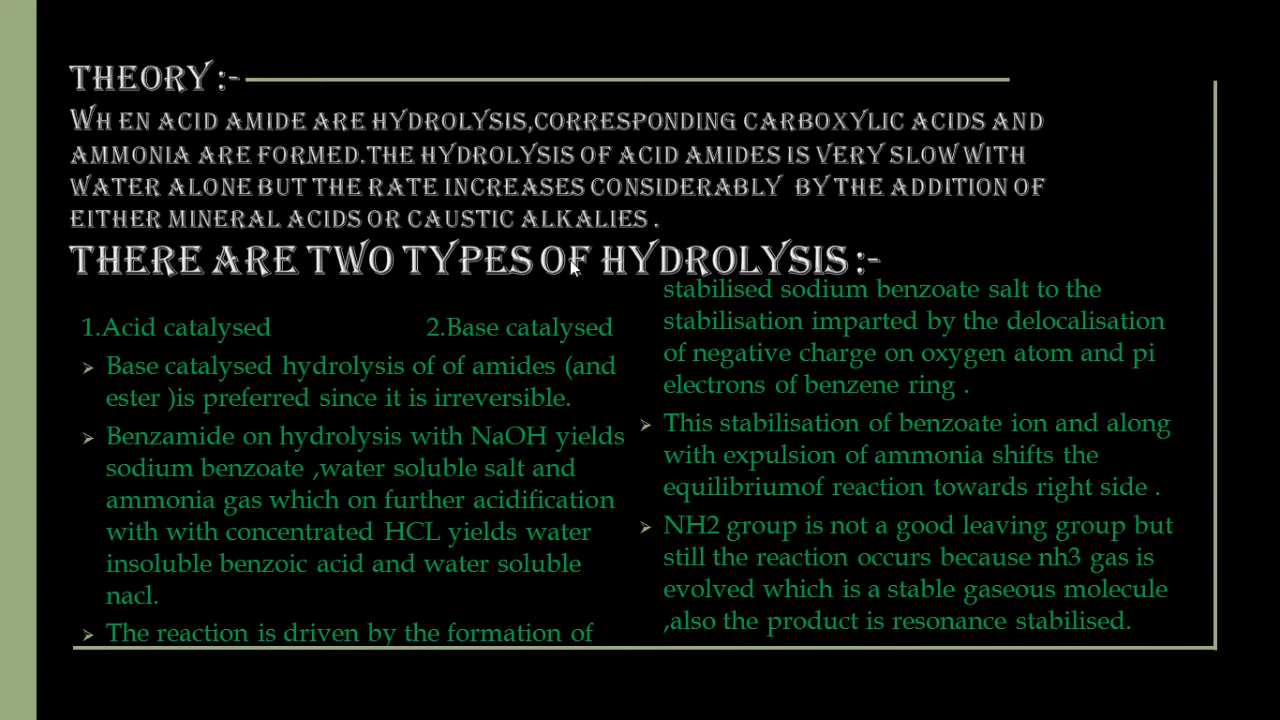 THEORY :-
WH EN ACID AMIDE ARE HYDROLYSIS,CORRESPONDING CARBOXYLIC ACIDS AND
AMMONIA ARE FORMED.THE HYDROLYSIS OF ACID AMIDES IS VERY SLOW WITH
WATER ALONE BUT THE RATE INCREASES CONSIDERABLY BY THE ADDITION OF
EITHER MINERAL ACIDS OR CAUSTIC ALKALIES .
THERE ARE TWO TYPES OF HYDROLYSIS :-
1.Acid catalysed 2.Base catalysed
Base catalysed hydrolysis of of amides (and
ester )is preferred since it is irreversible.
Benzamide on hydrolysis with NaOH yields
sodium benzoate ,water soluble salt and
ammonia gas which on further acidification
with with concentrated HCL yields water
insoluble benzoic acid and water soluble
nacl.
The reaction is driven by the formation of
stabilised sodium benzoate salt to the
stabilisation imparted by the delocalisation
of negative charge on oxygen atom and pi
electrons of benzene ring .
This stabilisation of benzoate ion and along
with expulsion of ammonia shifts the
equilibriumof reaction towards right side .
NH2 group is not a good leaving group but
still the reaction occurs because nh3 gas is
evolved which is a stable gaseous molecule
,also the product is resonance stabilised.